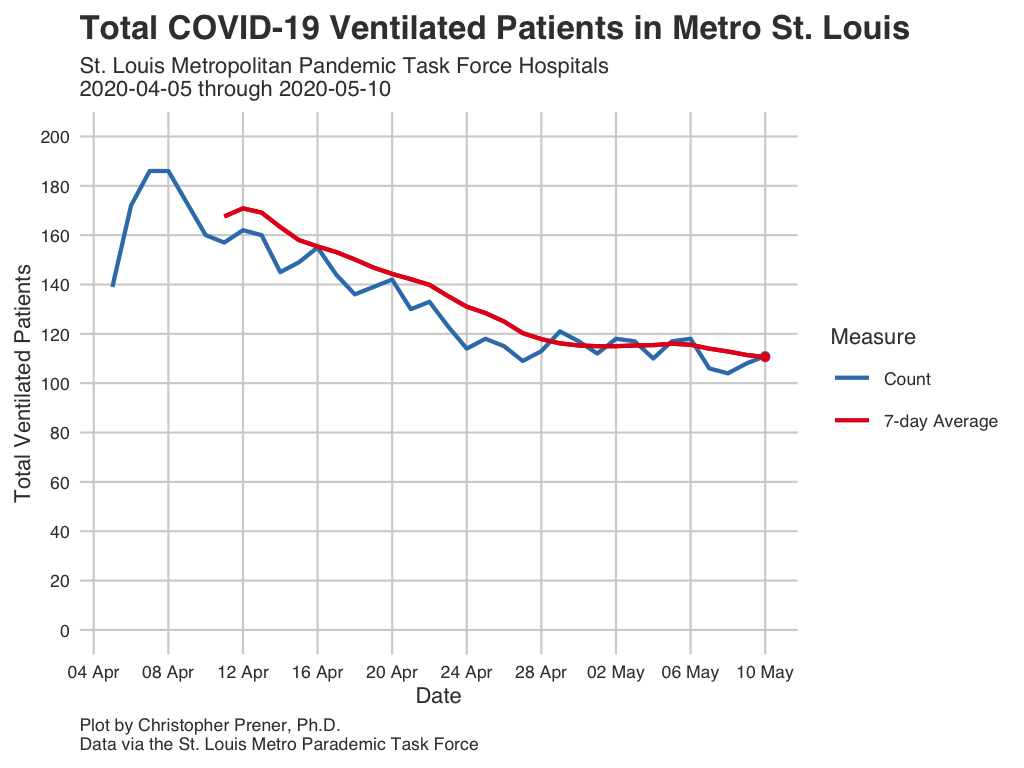 Total COVID-19 Ventilated Patients in Metro St. Louis
St. Louis Metropolitan Pandemic Task Force Hospitals
2020-04-05 through 2020-05-10
Total Ventilated Patients
200
180
160
140
120
100
80
60
40
20
0
04 Apr 08 Apr 12 Apr 16 Apr 20 Apr 24 Apr 28 Apr 02 May 06 May 10 May
Date
Measure
Count
7-day Average
Plot by Christopher Prener, Ph.D.
Data via the St. Louis Metro Parademic Task Force